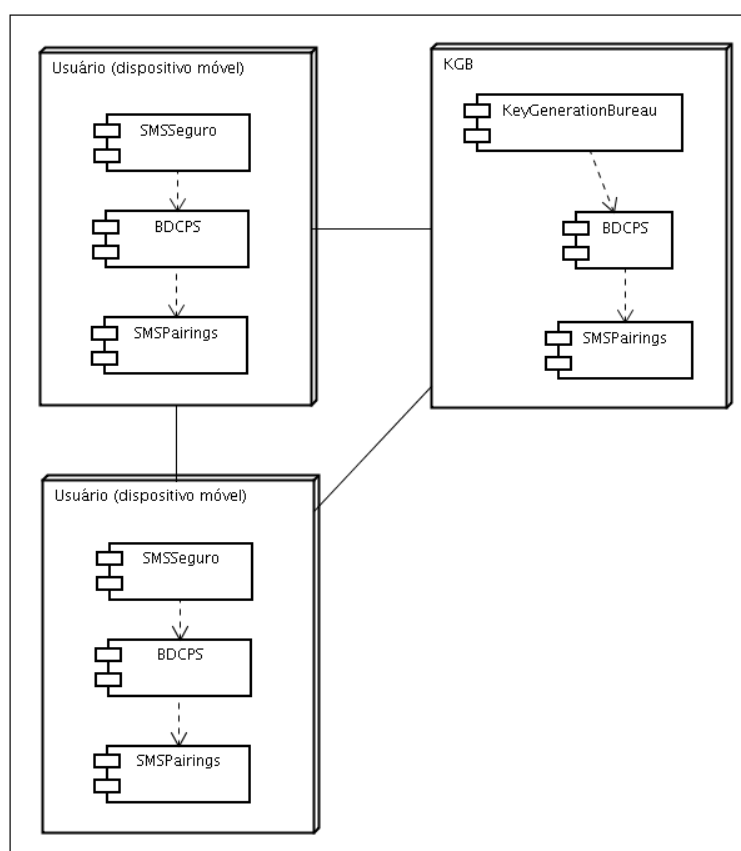 Usuário (dispositivo móvel)
SMSSeguro
BDCPS
SMSPairings
KGB
KeyGenerationBureau
BDCPS
SMSPairings
Usuário (dispositivo móvel)
SMSSeguro
BDCPS
SMSPairings